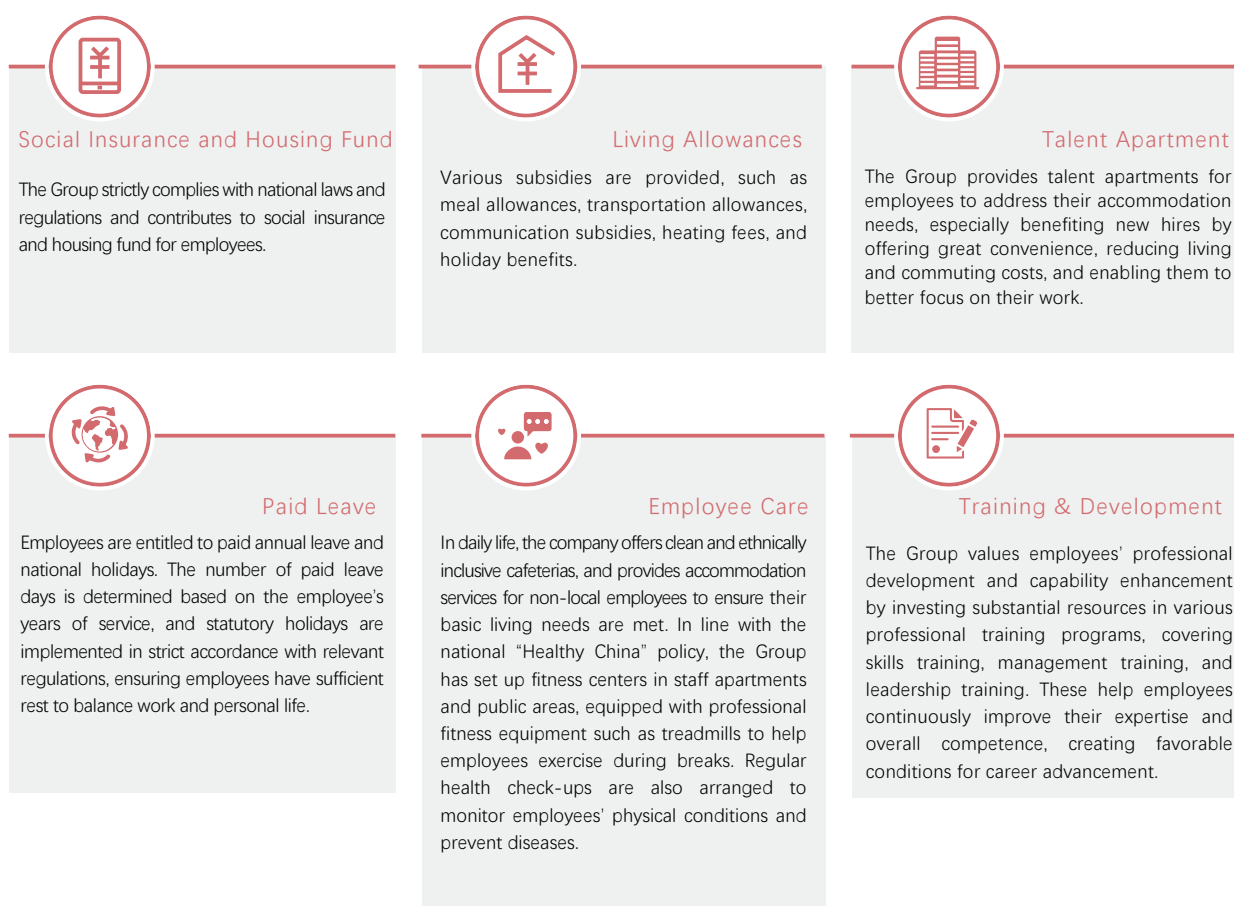 Social Insurance and Housing Fund
The Group strictly complies with national laws and
regulations and contributes to social insurance
and housing fund for employees.
Living Allowances
Various subsidies are provided, such as
meal allowances, transportation allowances,
communication subsidies, heating fees, and
holiday benefits.
Talent Apartment
The Group provides talent apartments for
employees to address their accommodation
needs, especially benefiting new hires by
offering great convenience, reducing living
and commuting costs, and enabling them to
better focus on their work.
Paid Leave
Employees are entitled to paid annual leave and
national holidays. The number of paid leave
days is determined based on the employee's
years of service, and statutory holidays are
implemented in strict accordance with relevant
regulations, ensuring employees have sufficient
rest to balance work and personal life.
Employee Care
In daily life, the company offers clean and ethnically
inclusive cafeterias, and provides accommodation
services for non-local employees to ensure their
basic living needs are met. In line with the
national “Healthy China” policy, the Group
has set up fitness centers in staff apartments
and public areas, equipped with professional
fitness equipment such as treadmills to help
employees exercise during breaks. Regular
health check-ups are also arranged to
monitor employees' physical conditions and
prevent diseases.
Training & Development
The Group values employees' professional
development and capability enhancement
by investing substantial resources in various
professional training programs, covering
skills training, management training, and
leadership training. These help employees
continuously improve their expertise and
overall competence, creating favorable
conditions for career advancement.